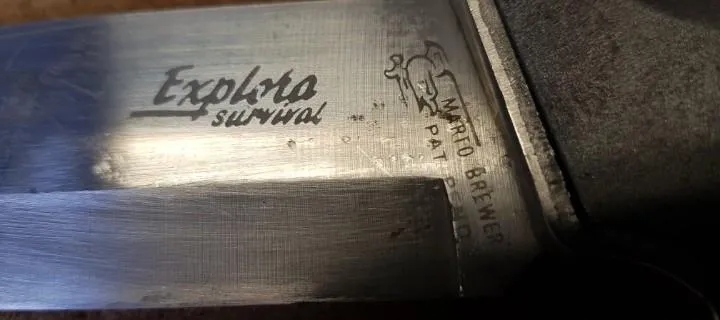 Explora
survival
MARTO BREWER
PAT. PEND